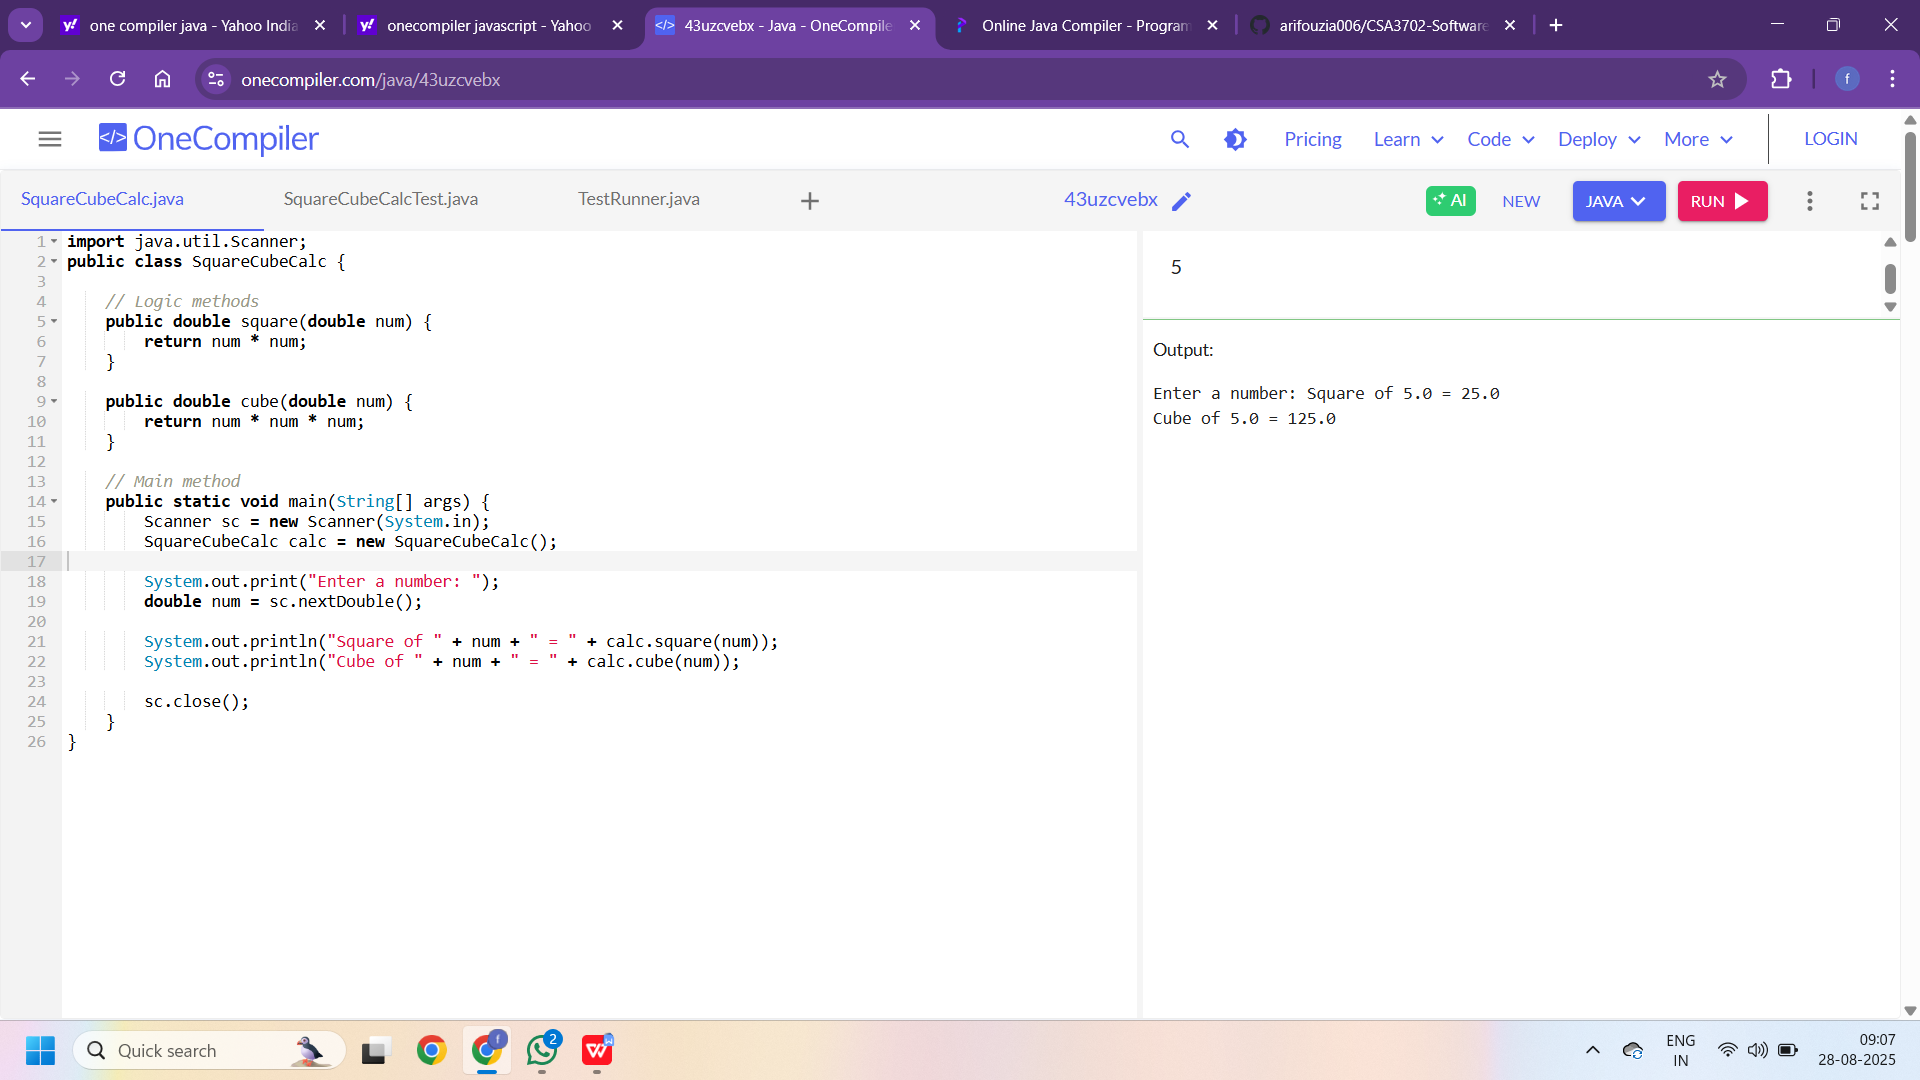 one compiler java - Yahoo India
onecompiler javascript - Yahoo
43uzcvebx - Java - OneCompile
Online Java Compiler - Program
arifouzia006/CSA3702-Software
onecompiler.com/java/43uzcvebx
f
</> OneCompiler
Pricing
Learn
Code
Deploy
More
LOGIN
SquareCubeCalc.java
SquareCubeCalcTest.java
TestRunner.java
43uzcvebx
AI
NEW
JAVA
RUN
1 import java.util.Scanner;
2 public class SquareCubeCalc {
3
4 // Logic methods
5 public double square(double num) {
6 return num * num;
7 }
8
9 public double cube(double num) {
10 return num * num * num;
11 }
12
13 // Main method
14 public static void main(String[] args) {
15 Scanner sc = new Scanner(System.in);
16 SquareCubeCalc calc = new SquareCubeCalc();
17
18 System.out.print("Enter a number: ");
19 double num = sc.nextDouble();
20
21 System.out.println("Square of " + num + " = " + calc.square(num));
22 System.out.println("Cube of " + num + " = " + calc.cube(num));
23
24 sc.close();
25 }
26 }
5
Output:
Enter a number: Square of 5.0 = 25.0
Cube of 5.0 = 125.0
Quick search
f
2
W
ENG
IN
09:07
28-08-2025